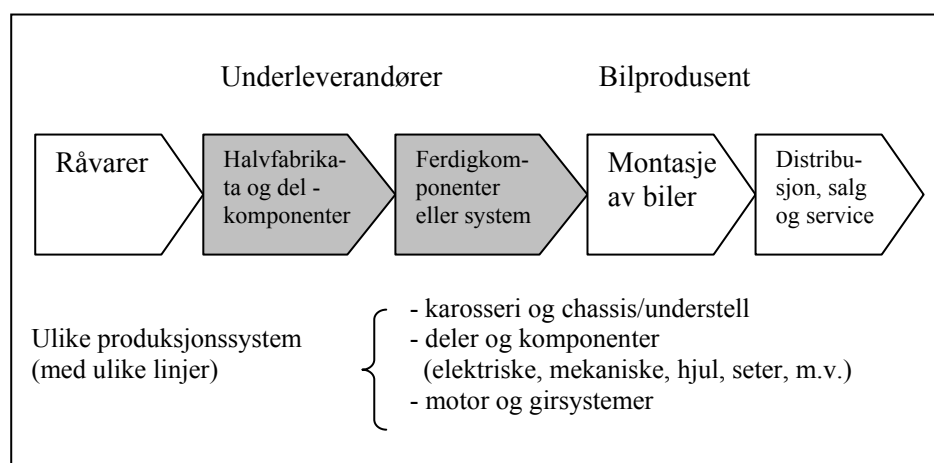 Underleverandører
Bilprodusent
Råvarer
Halvfabrika-
ta og del -
komponenter
Ferdigkom-
ponenter
eller system
Montasje
av biler
Distribu-
sjon, salg
og service
Ulike produksjonssystem
(med ulike linjer)
- karosseri og chassis/understell
- deler og komponenter
(elektriske, mekaniske, hjul, seter, m.v.)
- motor og girsystemer